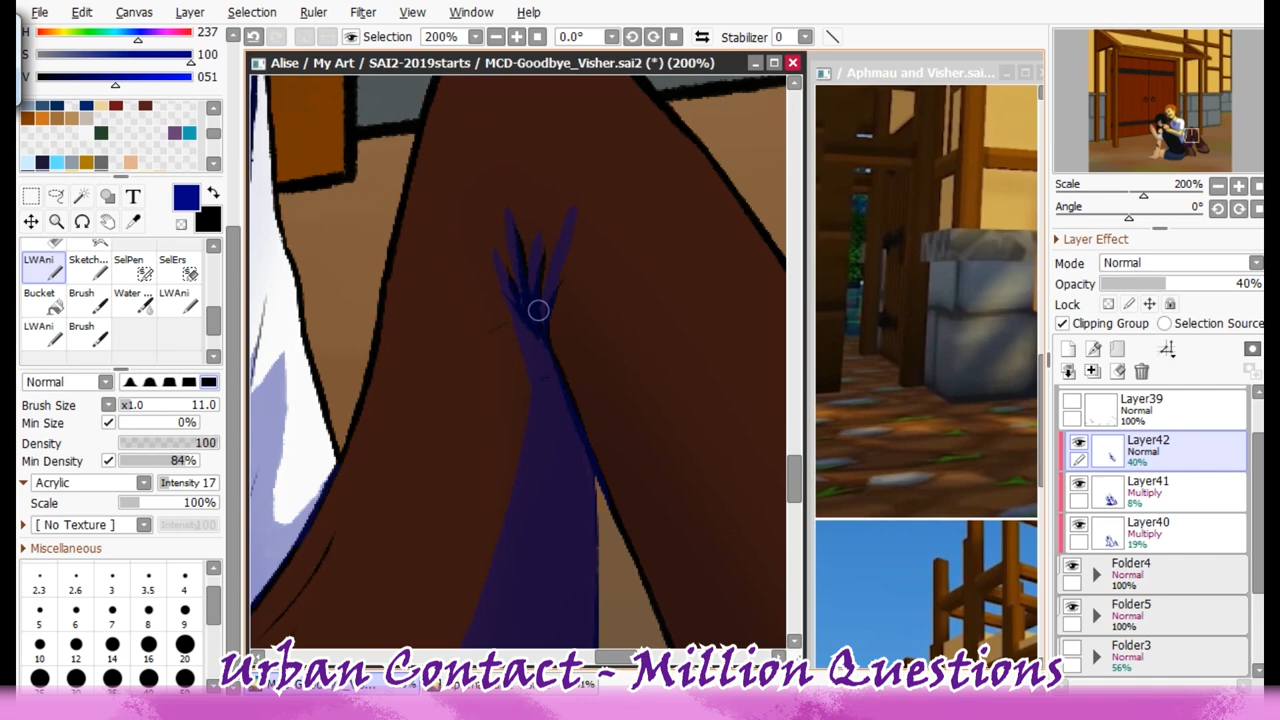 File Edit Canvas Layer Selection Ruler Filter View Window Help
H 237
S 100
V 051
Selection 200% 0.0° Stabilizer 0
Alise / My Art / SAI2-2019starts / MCD-Goodbye_Visher.sai2 (*) (200%)
/ Aphmau and Visher.sai...
T
LWAni Sketch... SelPen SelErs
Bucket Brush Water ... LWAni
LWAni Brush
Normal
Brush Size x1.0 11.0
Min Size 0%
Density 100
Min Density 84%
Acrylic Intensity 17
Scale 100%
[ No Texture ]
Miscellaneous
2.3 2.6 3 3.5 4
5 6 7 8 9
10 12 14 16 20
Scale 200%
Angle 0°
Layer Effect
Mode Normal
Opacity 40%
Lock
Clipping Group Selection Source
Layer39
Normal
100%
Layer42
Normal
40%
Layer41
Multiply
8%
Layer40
Multiply
19%
Folder4
Normal
100%
Folder5
Normal
100%
Folder3
Normal
56%
Urban Contact ~ Million Questions